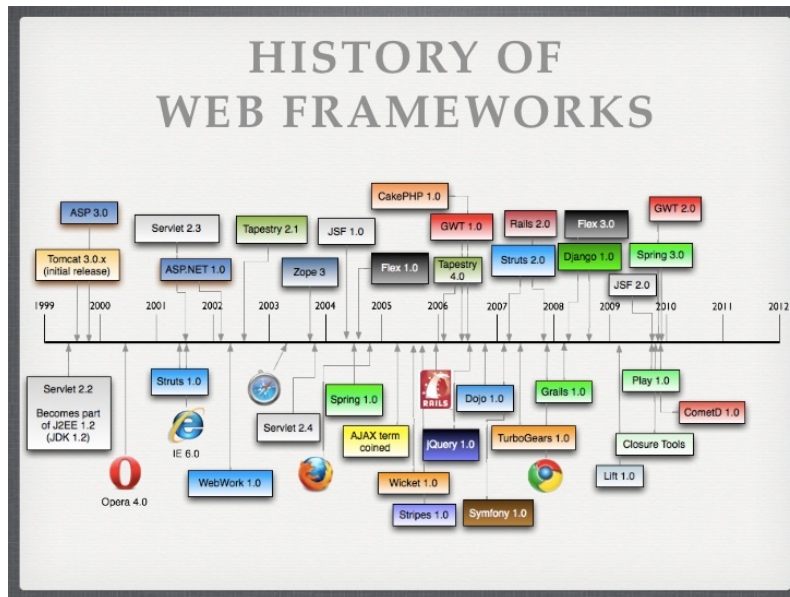 HISTORY OF
WEB FRAMEWORKS
CakePHP 1.0
ASP 3.0
GWT 2.0
Servlet 2.3
Tapestry 2.1
JSF 1.0
GWT 1.0
Rails 2.0
Flex 3.0
Tomcat 3.0.x
(initial release)
ASP.NET 1.0
Zope 3
Flex 1.0
Tapestry
4.0
Struts 2.0
Django 1.0
Spring 3.0
JSF 2.0
1999
2000
2001
2002
2003
2004
2005
2006
2007
2008
2009
2010
2011
2012
Servlet 2.2
Becomes part
of J2EE 1.2
(JDK 1.2)
Struts 1.0
IE 6.0
Opera 4.0
WebWork 1.0
Servlet 2.4
Spring 1.0
AJAX term
coined
RAILS
jQuery 1.0
Wicket 1.0
Stripes 1.0
Dojo 1.0
Symfony 1.0
TurboGears 1.0
Grails 1.0
Play 1.0
CometD 1.0
Closure Tools
Lift 1.0